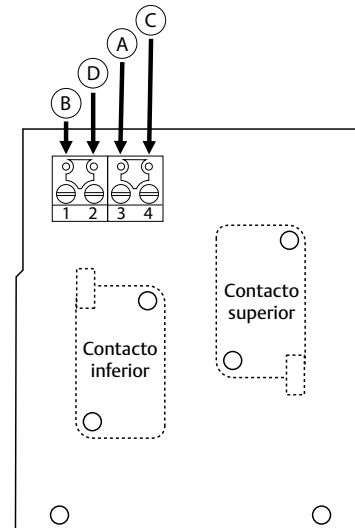 C
A
D
B
1 2 3 4
Contacto
superior
Contacto
inferior